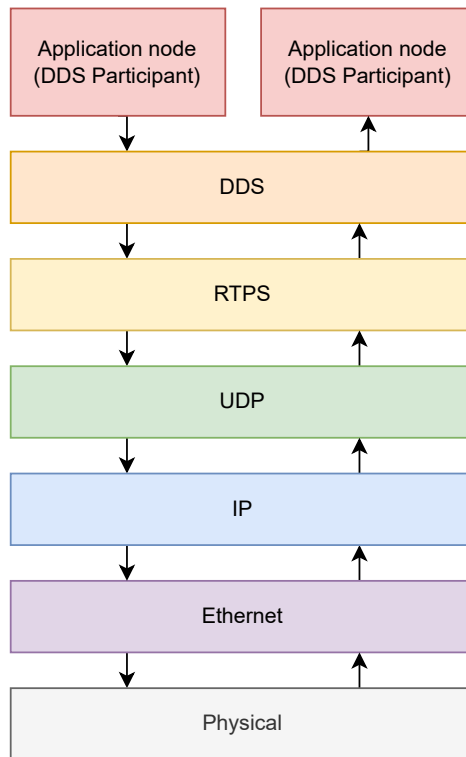 Application node
(DDS Participant)
Application node
(DDS Participant)
DDS
RTPS
UDP
IP
Ethernet
Physical